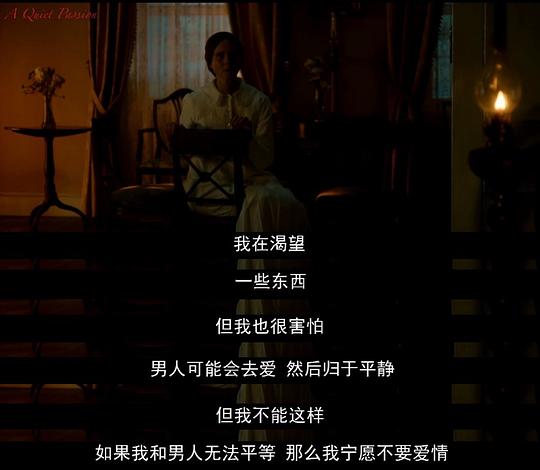 A Quiet Passion
我在渴望
一些东西
但我也很害怕
男人可能会去爱 然后归于平静
但我不能这样
如果我和男人无法平等 那么我宁愿不要爱情